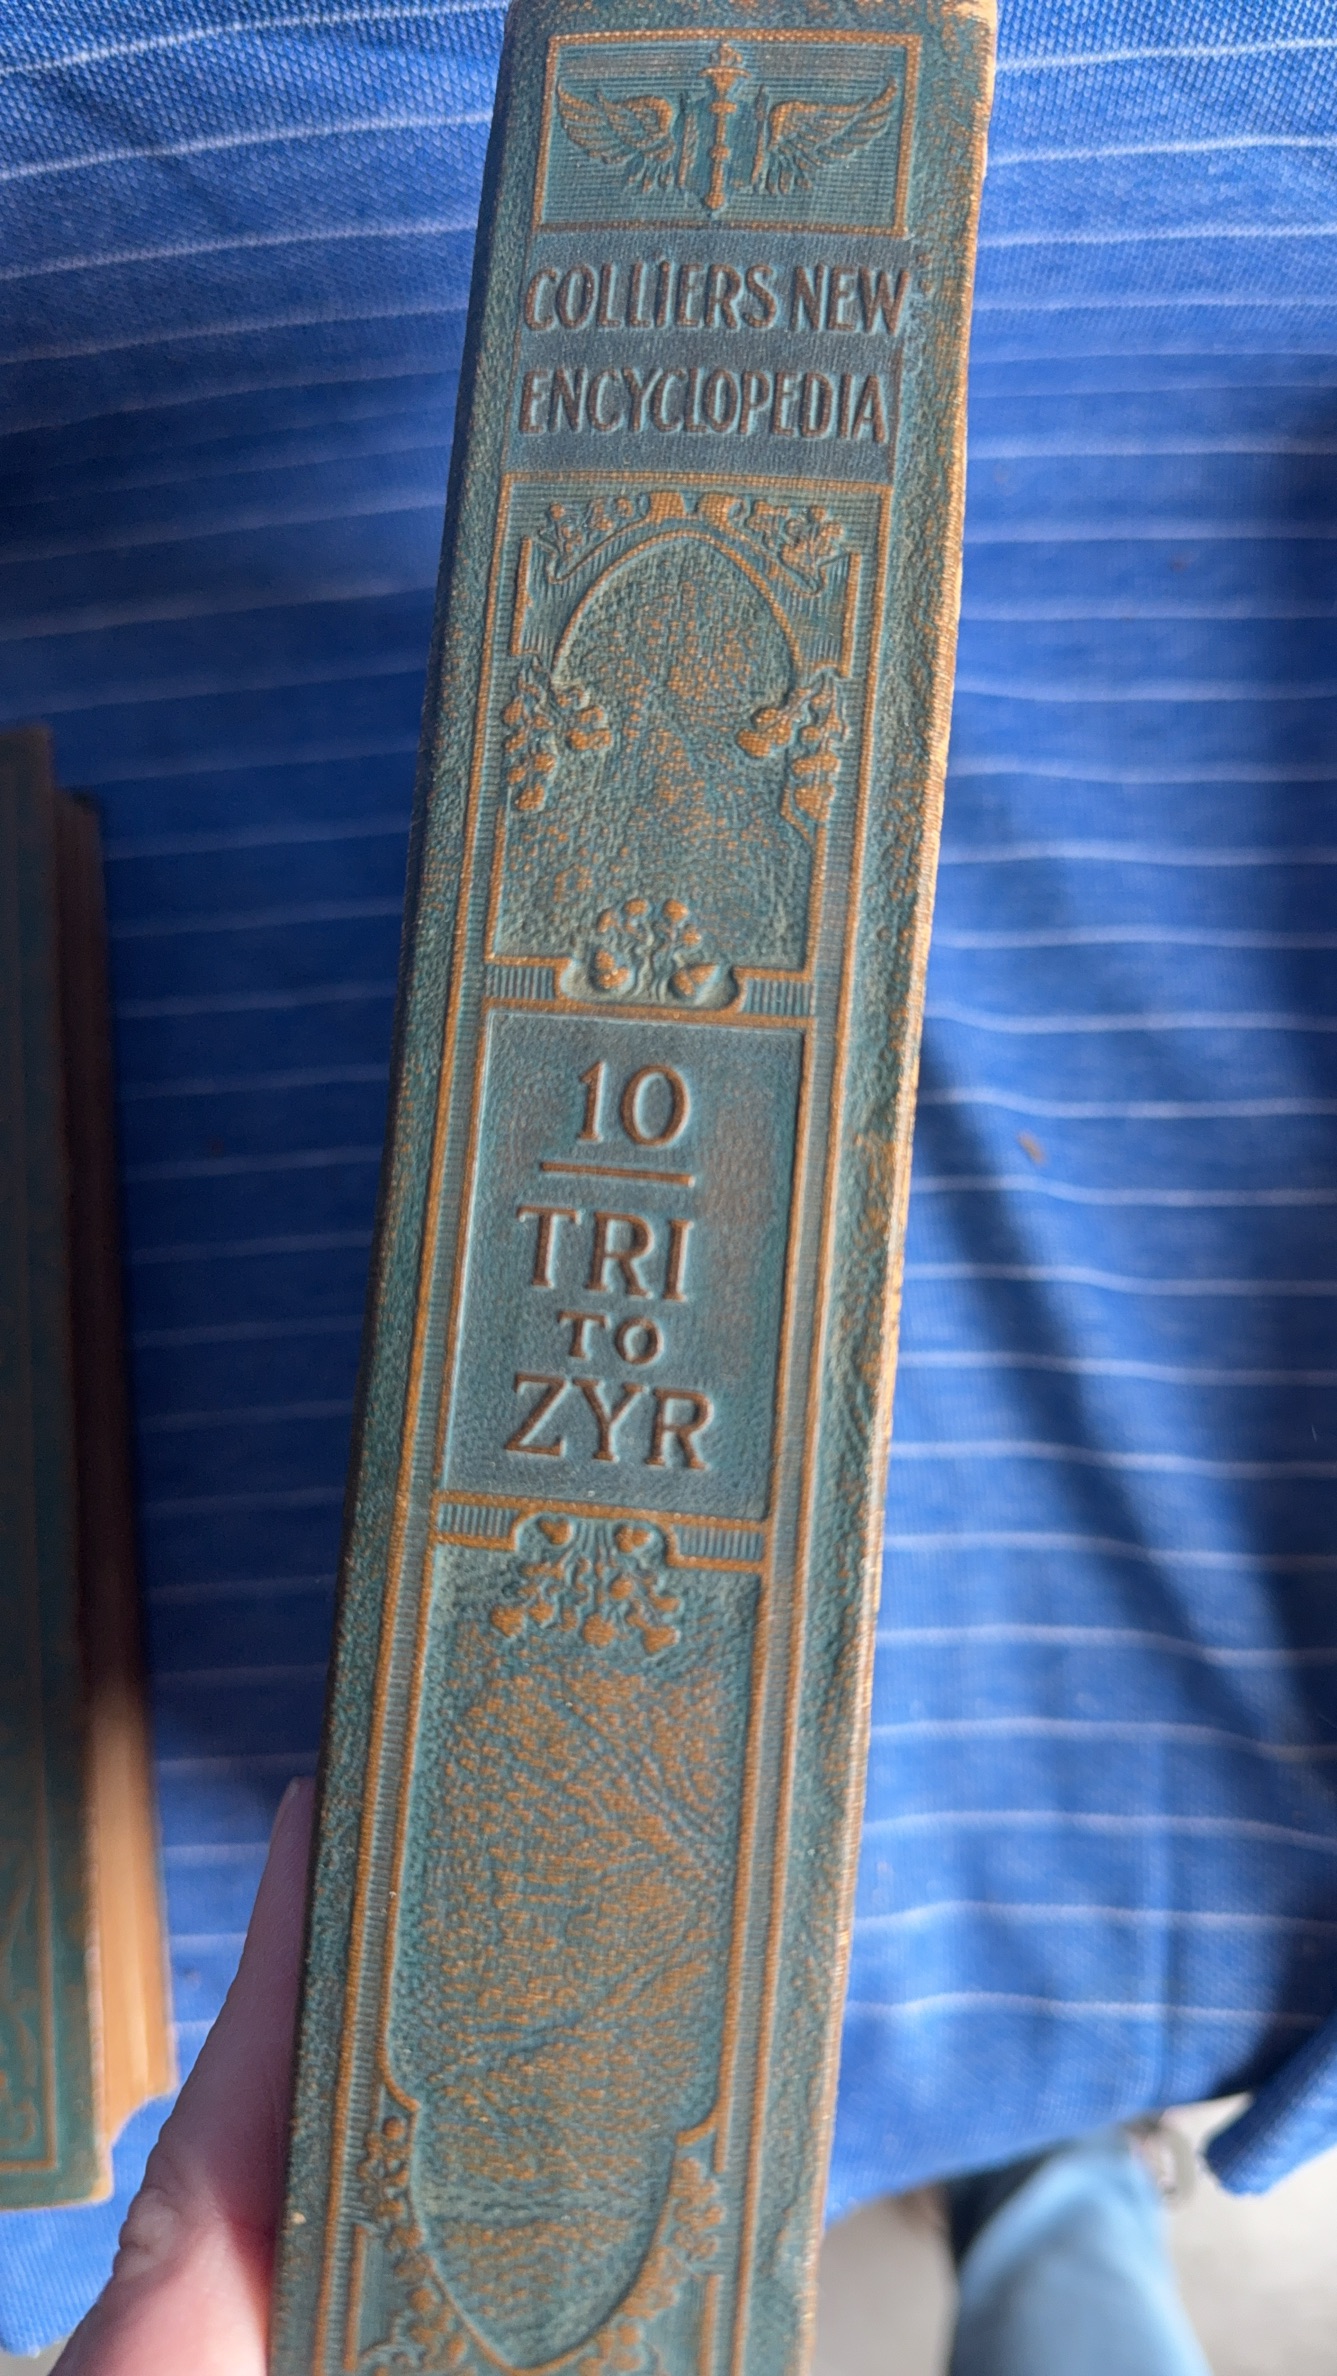 COLLIERS NEW
ENCYCLOPEDIA
10
TRI
TO
ZYR